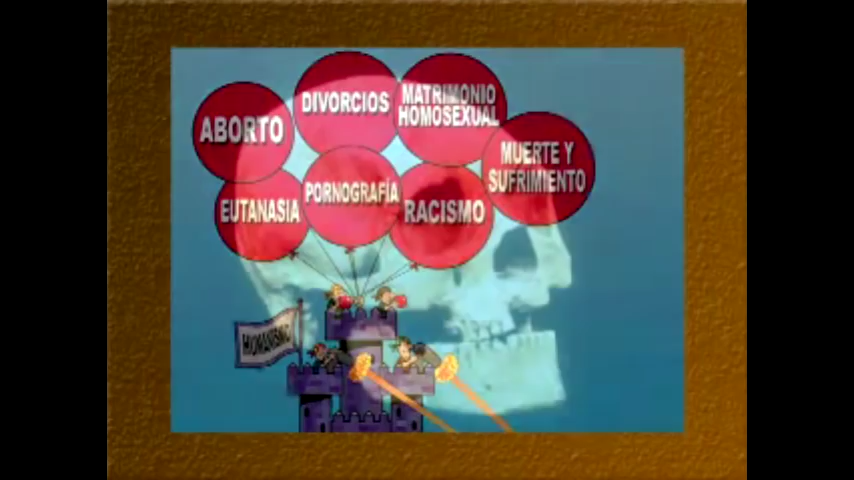 ABORTO
DIVORCIOS
MATRIMONIO
HOMOSEXUAL
MUERTE Y
SUFRIMIENTO
EUTANASIA
PORNOGRAFÍA
RACISMO
HUMANISMO